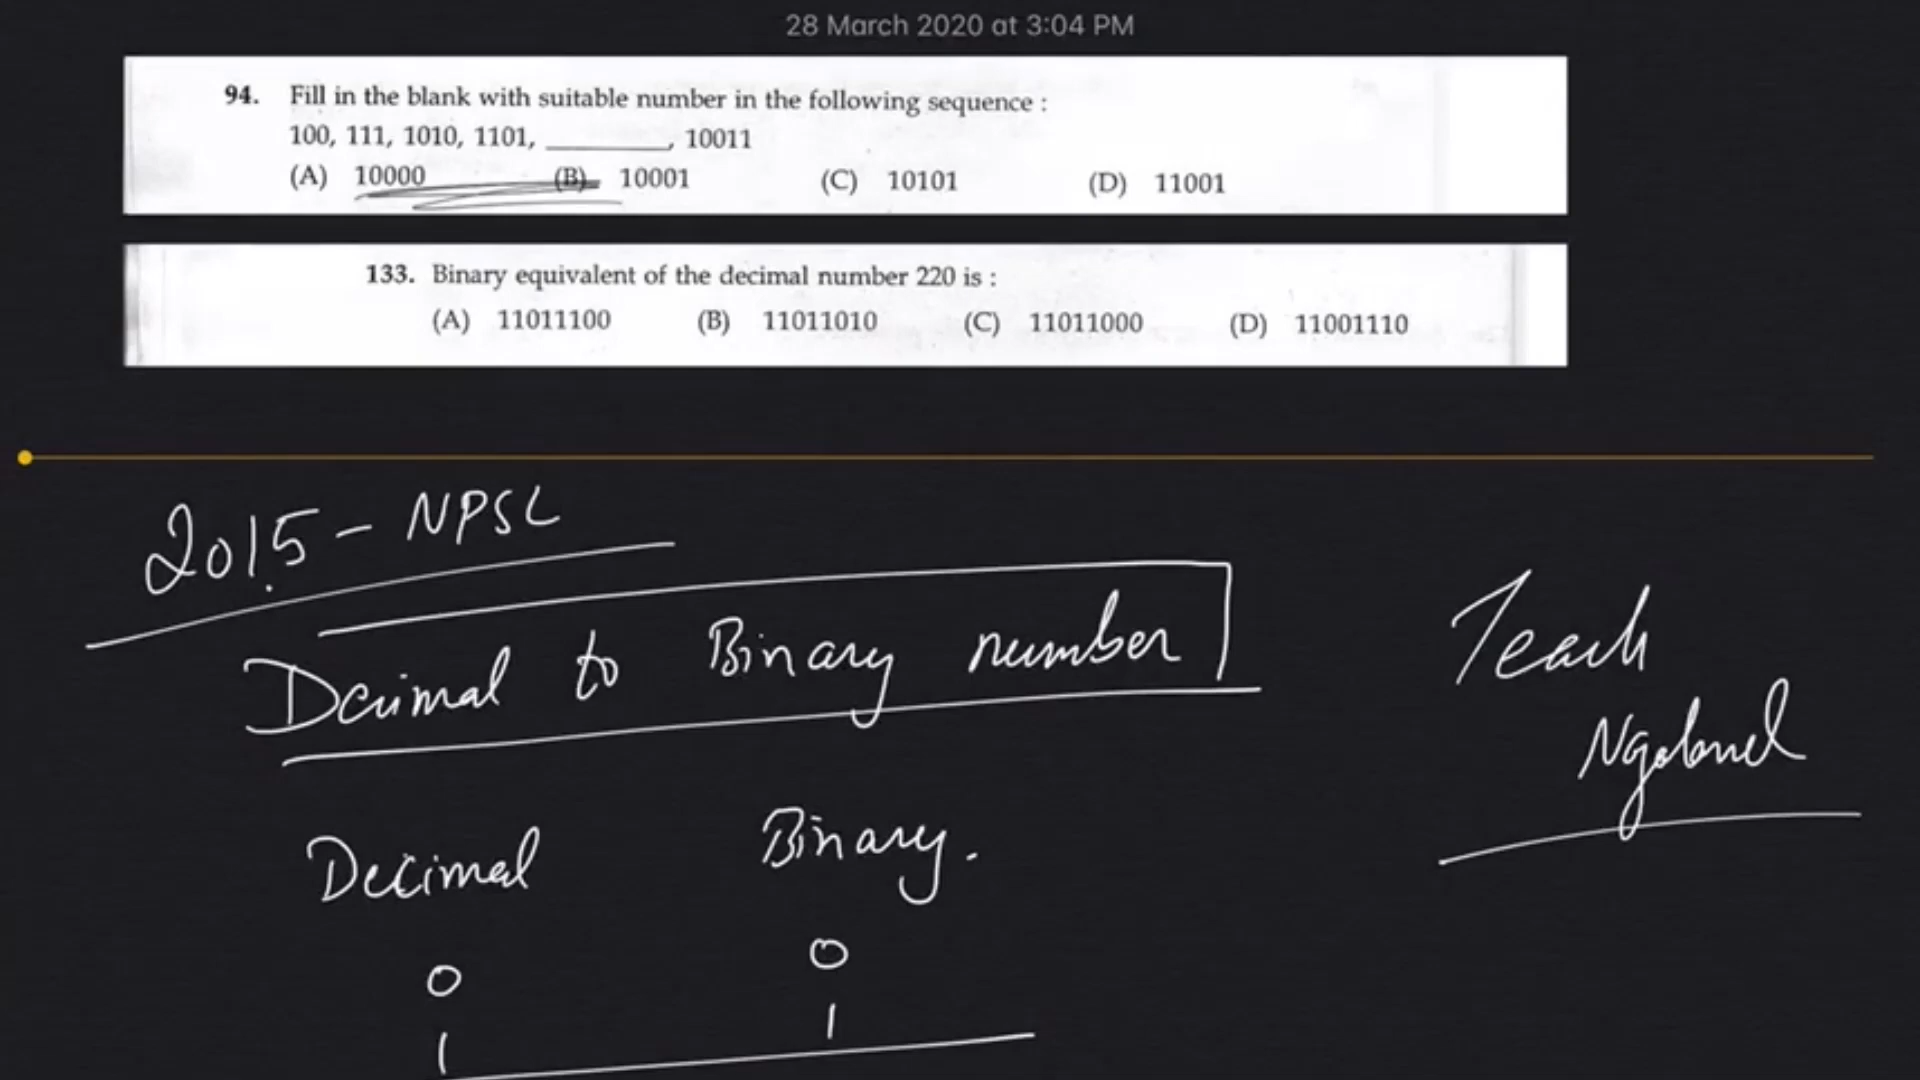 28 March 2020 at 3:04 PM
94. Fill in the blank with suitable number in the following sequence :
100, 111, 1010, 1101, ________, 10011
(A) 10000 (B) 10001 (C) 10101 (D) 11001
133. Binary equivalent of the decimal number 220 is :
(A) 11011100 (B) 11011010 (C) 11011000 (D) 11001110
2015 - NPSC
Decimal to Binary number
Teach
Decimal Binary.
0 0
1 1